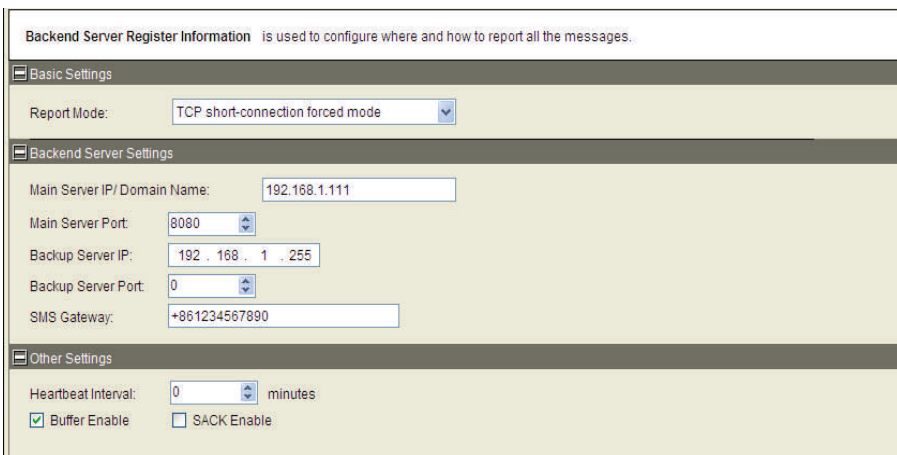 Backend Server Register Information is used to configure where and how to report all the messages.
Basic Settings
Report Mode: TCP short-connection forced mode
Backend Server Settings
Main Server IP/ Domain Name: 192.168.1.111
Main Server Port: 8080
Backup Server IP: 192 . 168 . 1 . 255
Backup Server Port: 0
SMS Gateway: +861234567890
Other Settings
Heartbeat Interval: 0 minutes
Buffer Enable SACK Enable